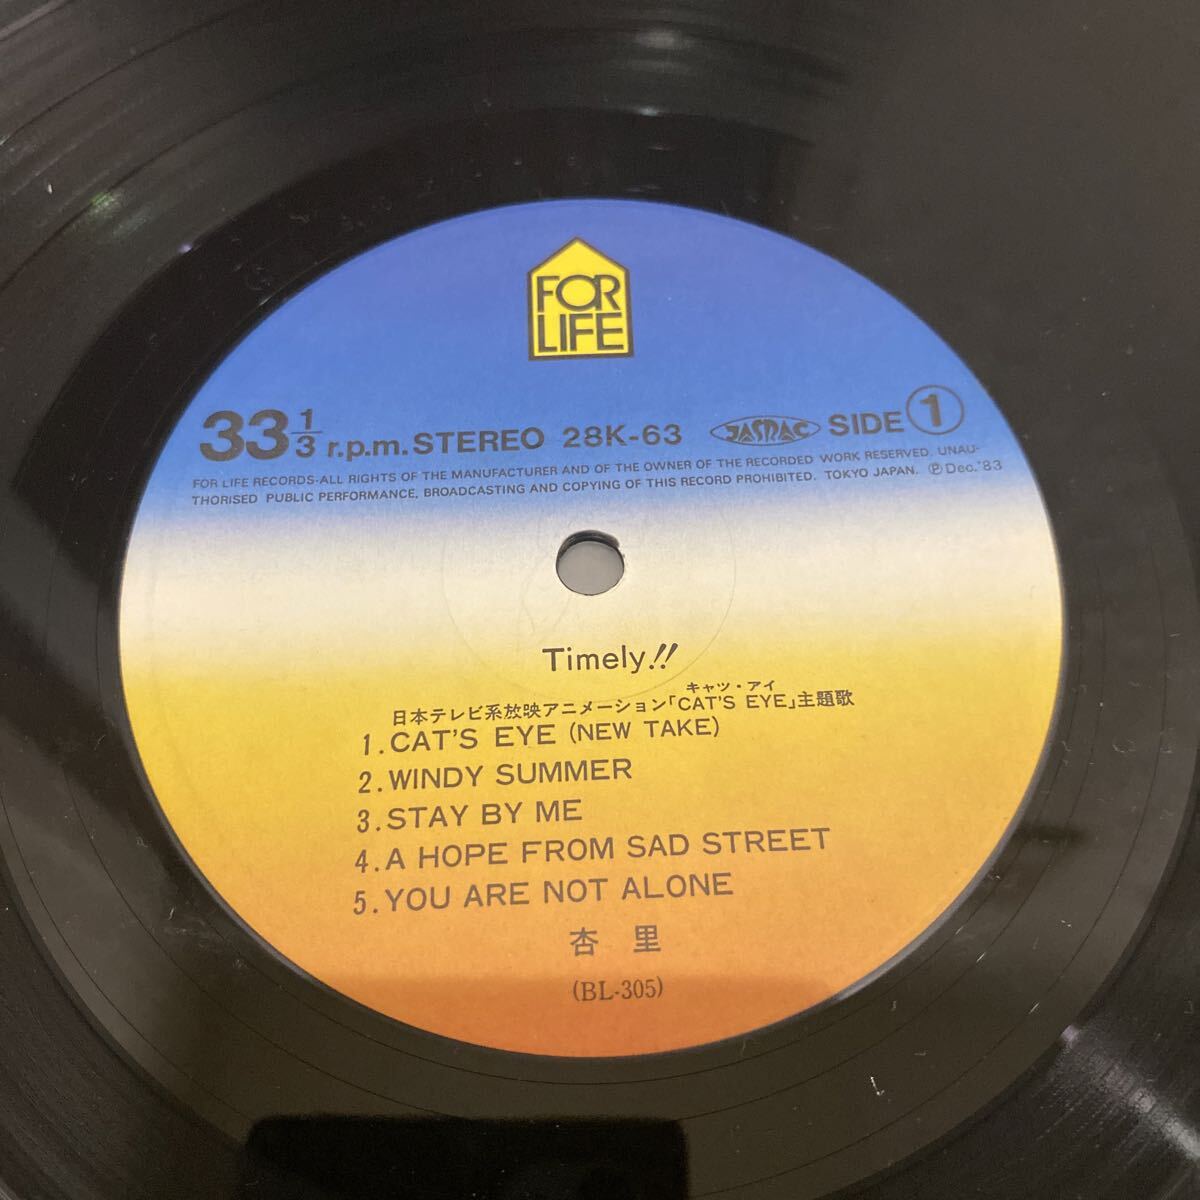 FOR
LIFE
33 1/3 r.p.m. STEREO 28K-63 JASRAC SIDE 1
FOR LIFE RECORDS-ALL RIGHTS OF THE MANUFACTURER AND OF THE OWNER OF THE RECORDED WORK RESERVED. UNAU-
THORISED PUBLIC PERFORMANCE, BROADCASTING AND COPYING OF THIS RECORD PROHIBITED. TOKYO JAPAN. ℗ Dec.'83
Timely!!
キャッツ・アイ
日本テレビ系放映アニメーション「CAT'S EYE」主題歌
1. CAT'S EYE (NEW TAKE)
2. WINDY SUMMER
3. STAY BY ME
4. A HOPE FROM SAD STREET
5. YOU ARE NOT ALONE
杏 里
(BL-305)